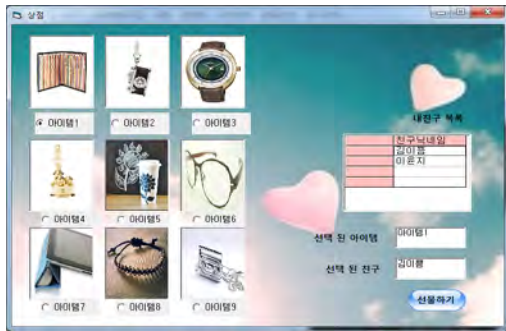 상점
아이템1
아이템2
아이템3
아이템4
아이템5
아이템6
아이템7
아이템8
아이템9
내친구 목록
친구닉네임
김이름
이윤지
선택 된 아이템
아이템1
선택 된 친구
김이름
선물하기